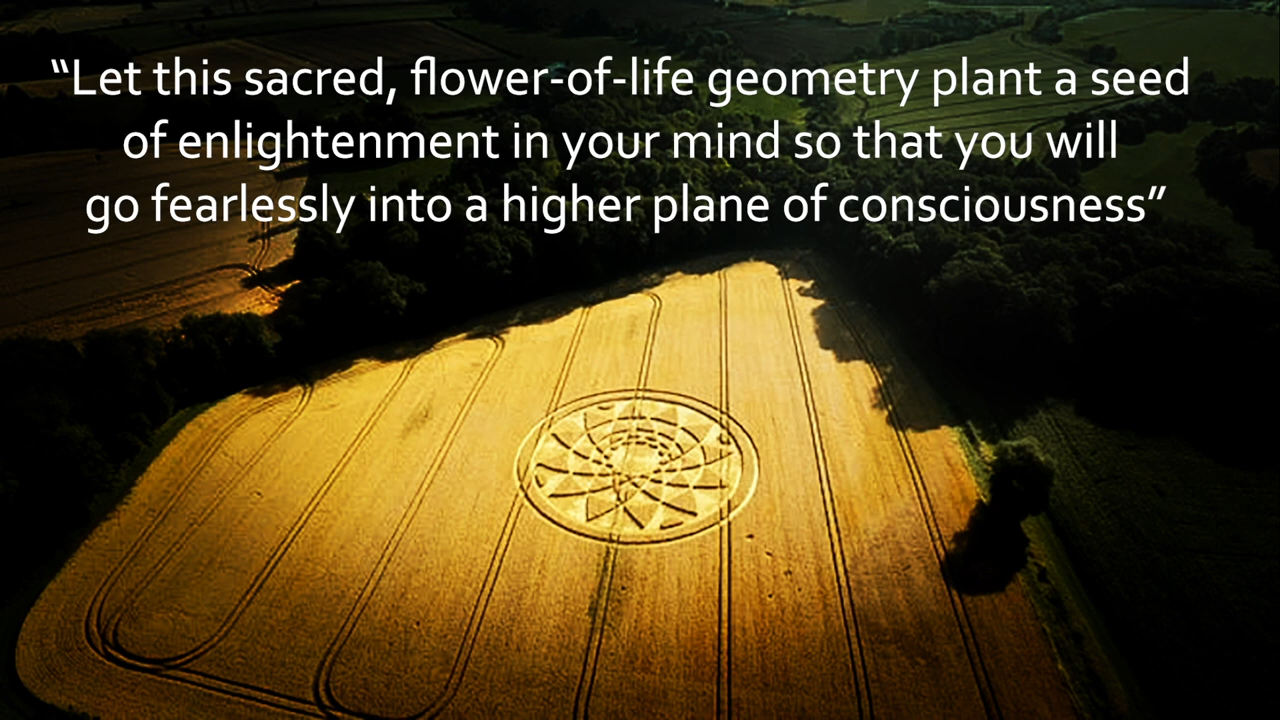 “Let this sacred, flower-of-life geometry plant a seed
of enlightenment in your mind so that you will
go fearlessly into a higher plane of consciousness”